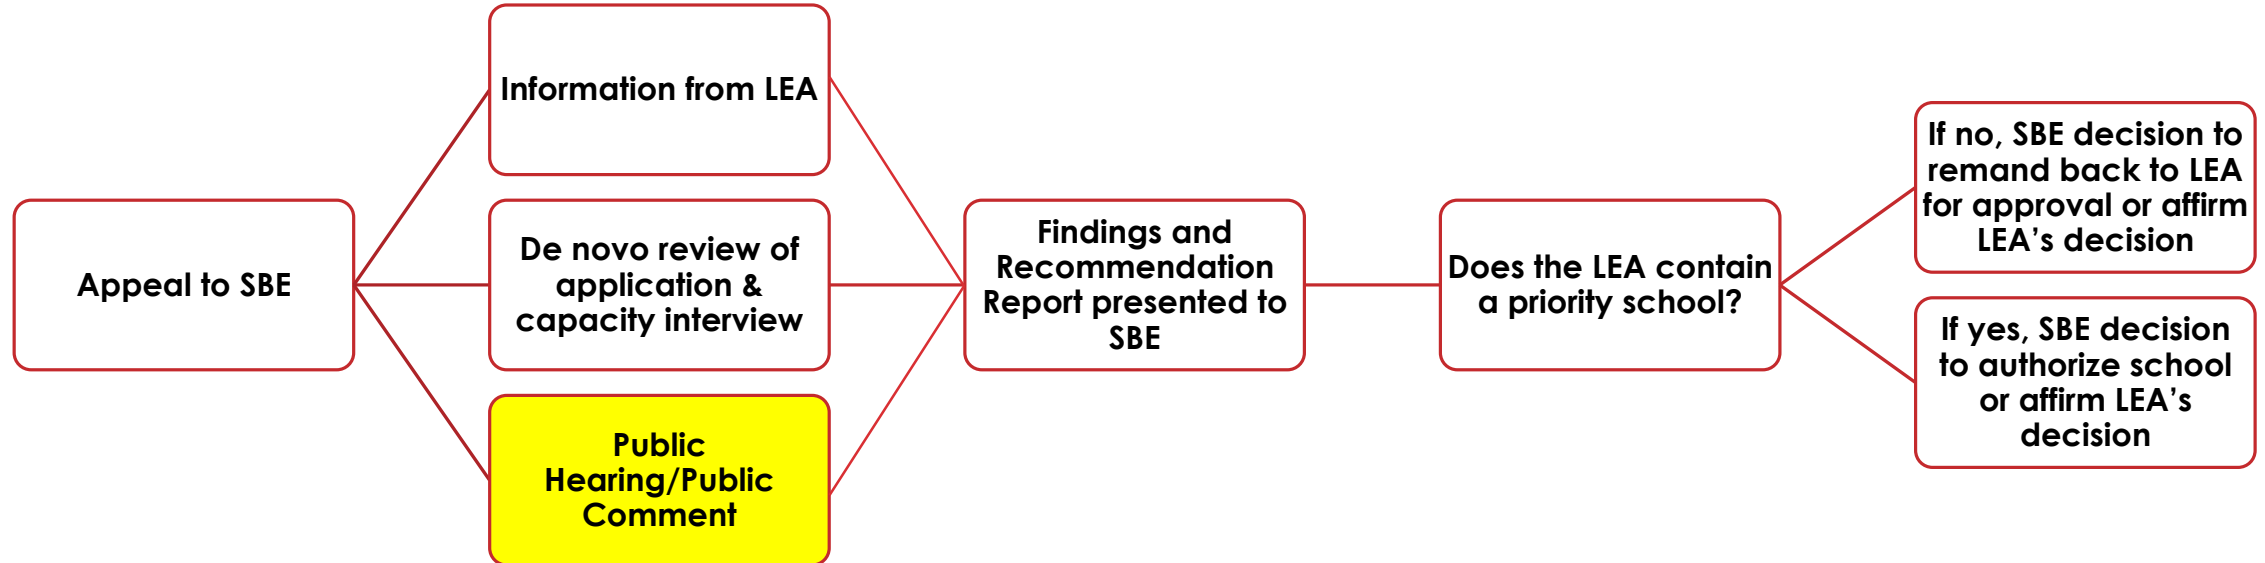 Appeal to SBE
Information from LEA
De novo review of
application &
capacity interview
Public
Hearing/Public
Comment
Findings and
Recommendation
Report presented to
SBE
Does the LEA contain
a priority school?
If no, SBE decision to
remand back to LEA
for approval or affirm
LEA’s decision
If yes, SBE decision
to authorize school
or affirm LEA’s
decision